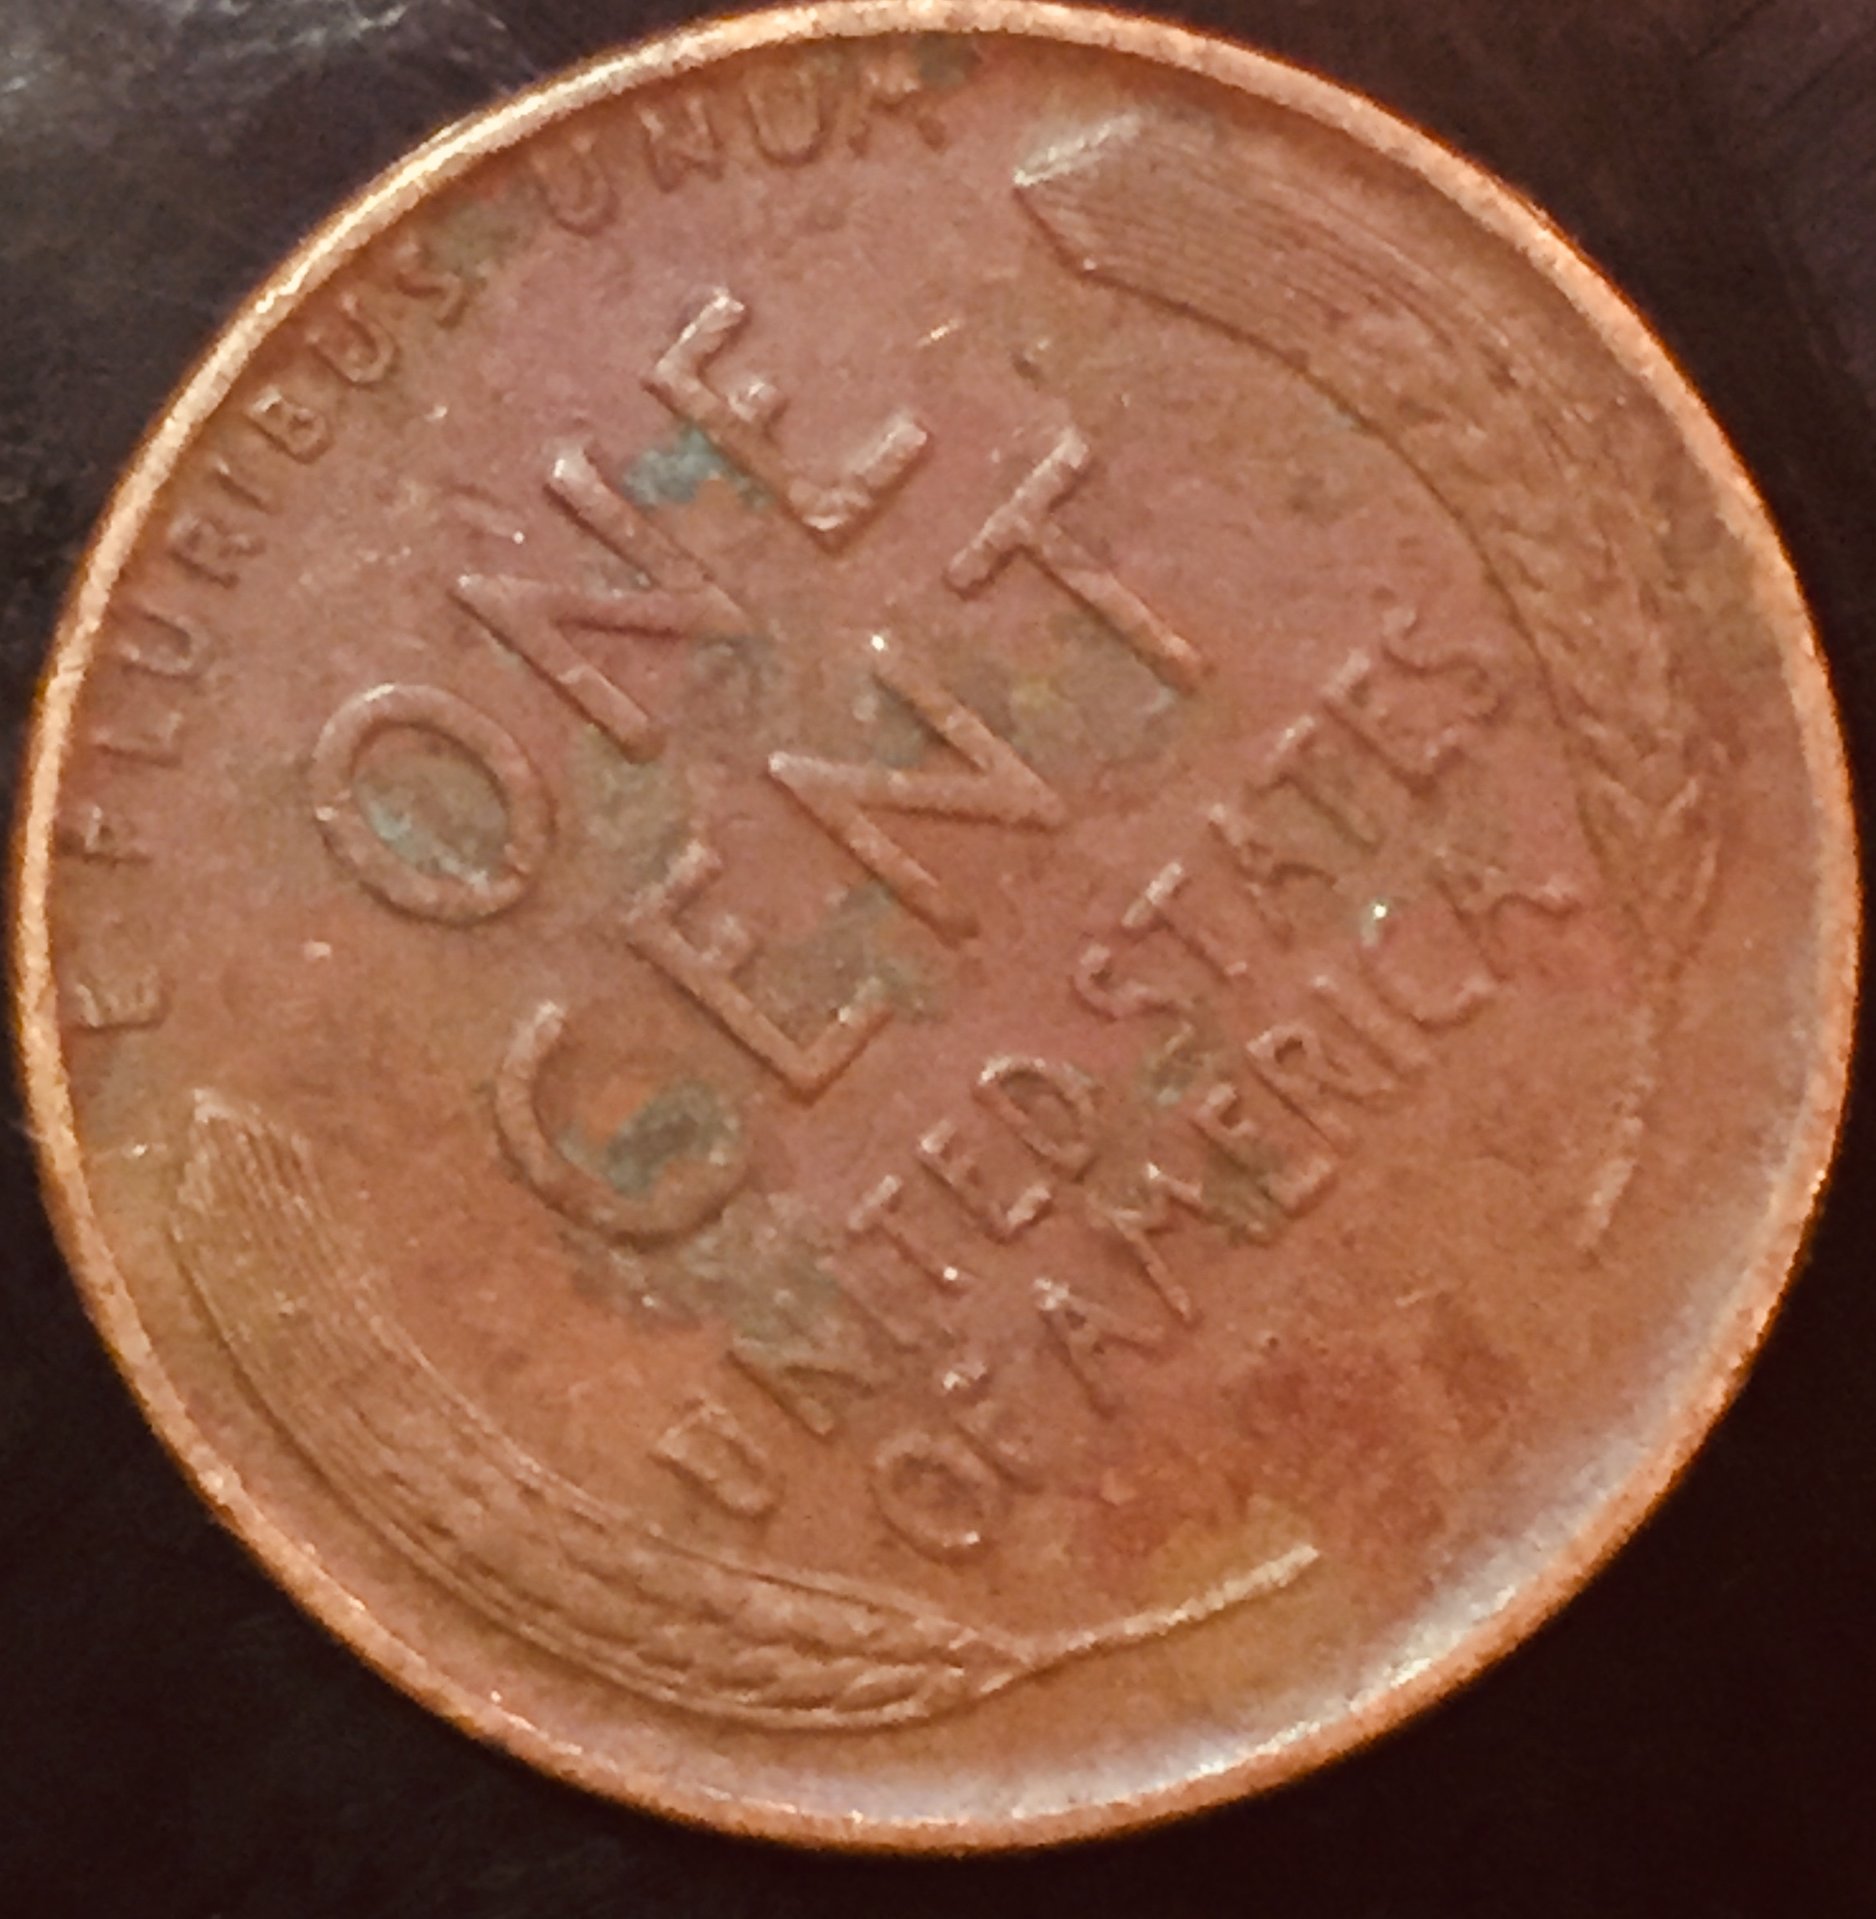 E PLURIBUS UNUM
ONE
CENT
UNITED STATES
OF AMERICA